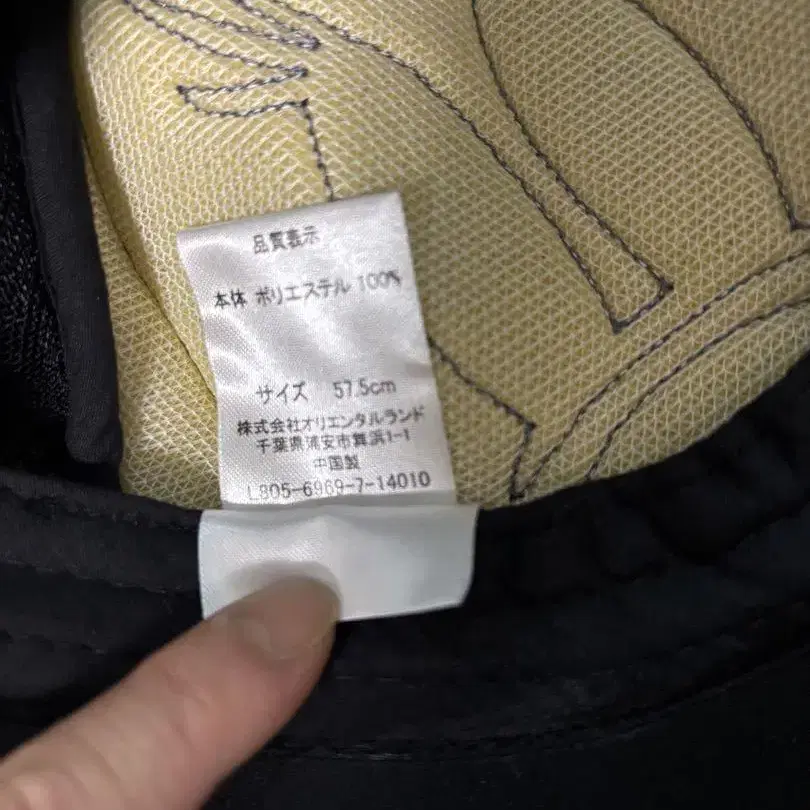 品質表示
本体 ポリエステル 100%
サイズ 57.5cm
株式会社オリエンタルランド
千葉県浦安市舞浜1-1
中国製
L805-6969-7-14010